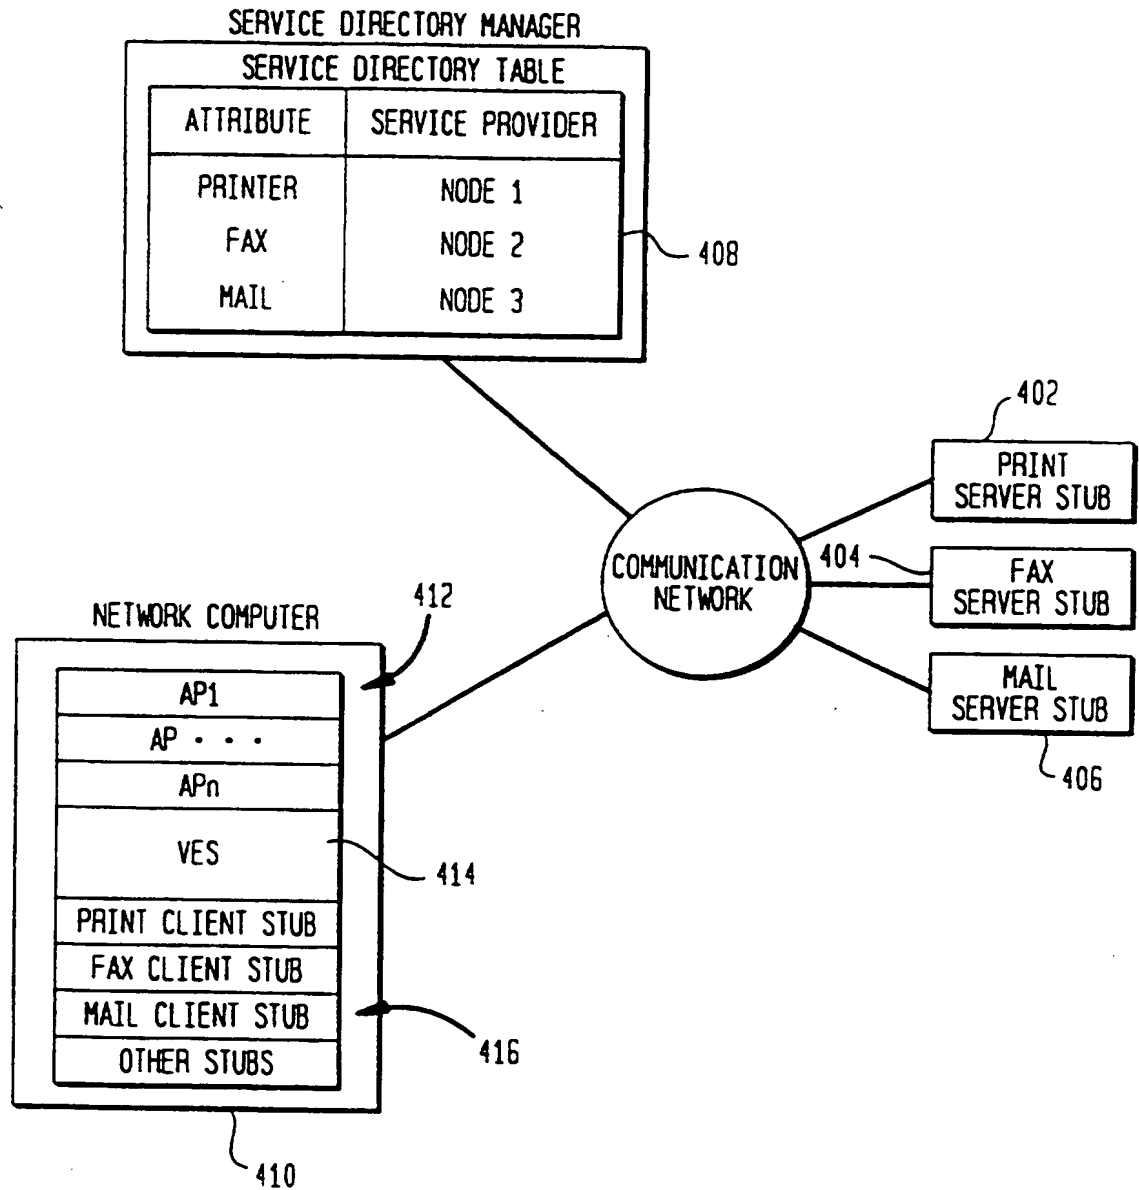 SERVICE DIRECTORY MANAGER
SERVICE DIRECTORY TABLE
ATTRIBUTE SERVICE PROVIDER
PRINTER NODE 1
FAX NODE 2
MAIL NODE 3
408
402
PRINT
SERVER STUB
COMMUNICATION
NETWORK
404
FAX
SERVER STUB
MAIL
SERVER STUB
406
NETWORK COMPUTER
412
AP1
AP . . .
APn
VES
414
PRINT CLIENT STUB
FAX CLIENT STUB
MAIL CLIENT STUB
416
OTHER STUBS
410